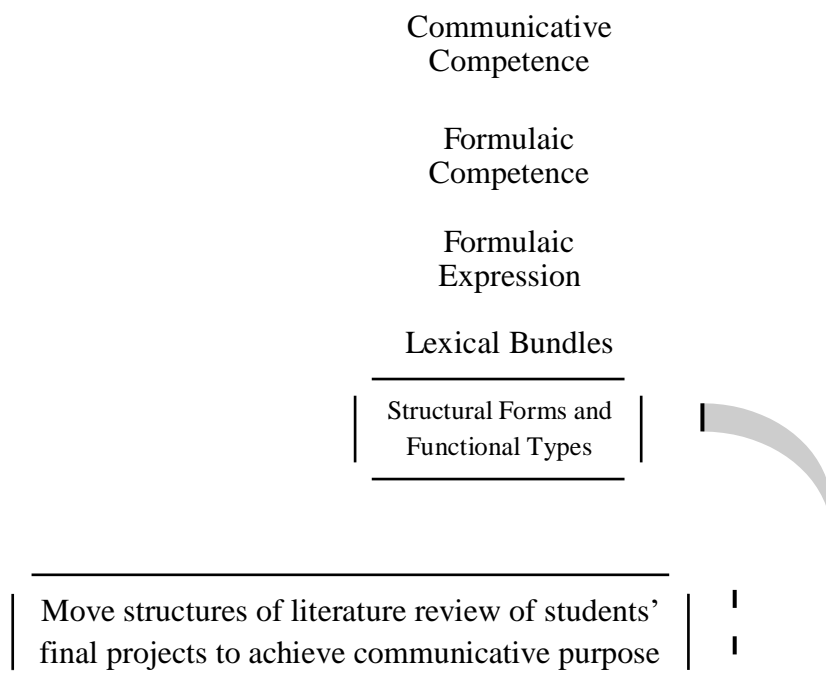 Communicative
Competence
Formulaic
Competence
Formulaic
Expression
Lexical Bundles
Structural Forms and
Functional Types
Move structures of literature review of students’
final projects to achieve communicative purpose